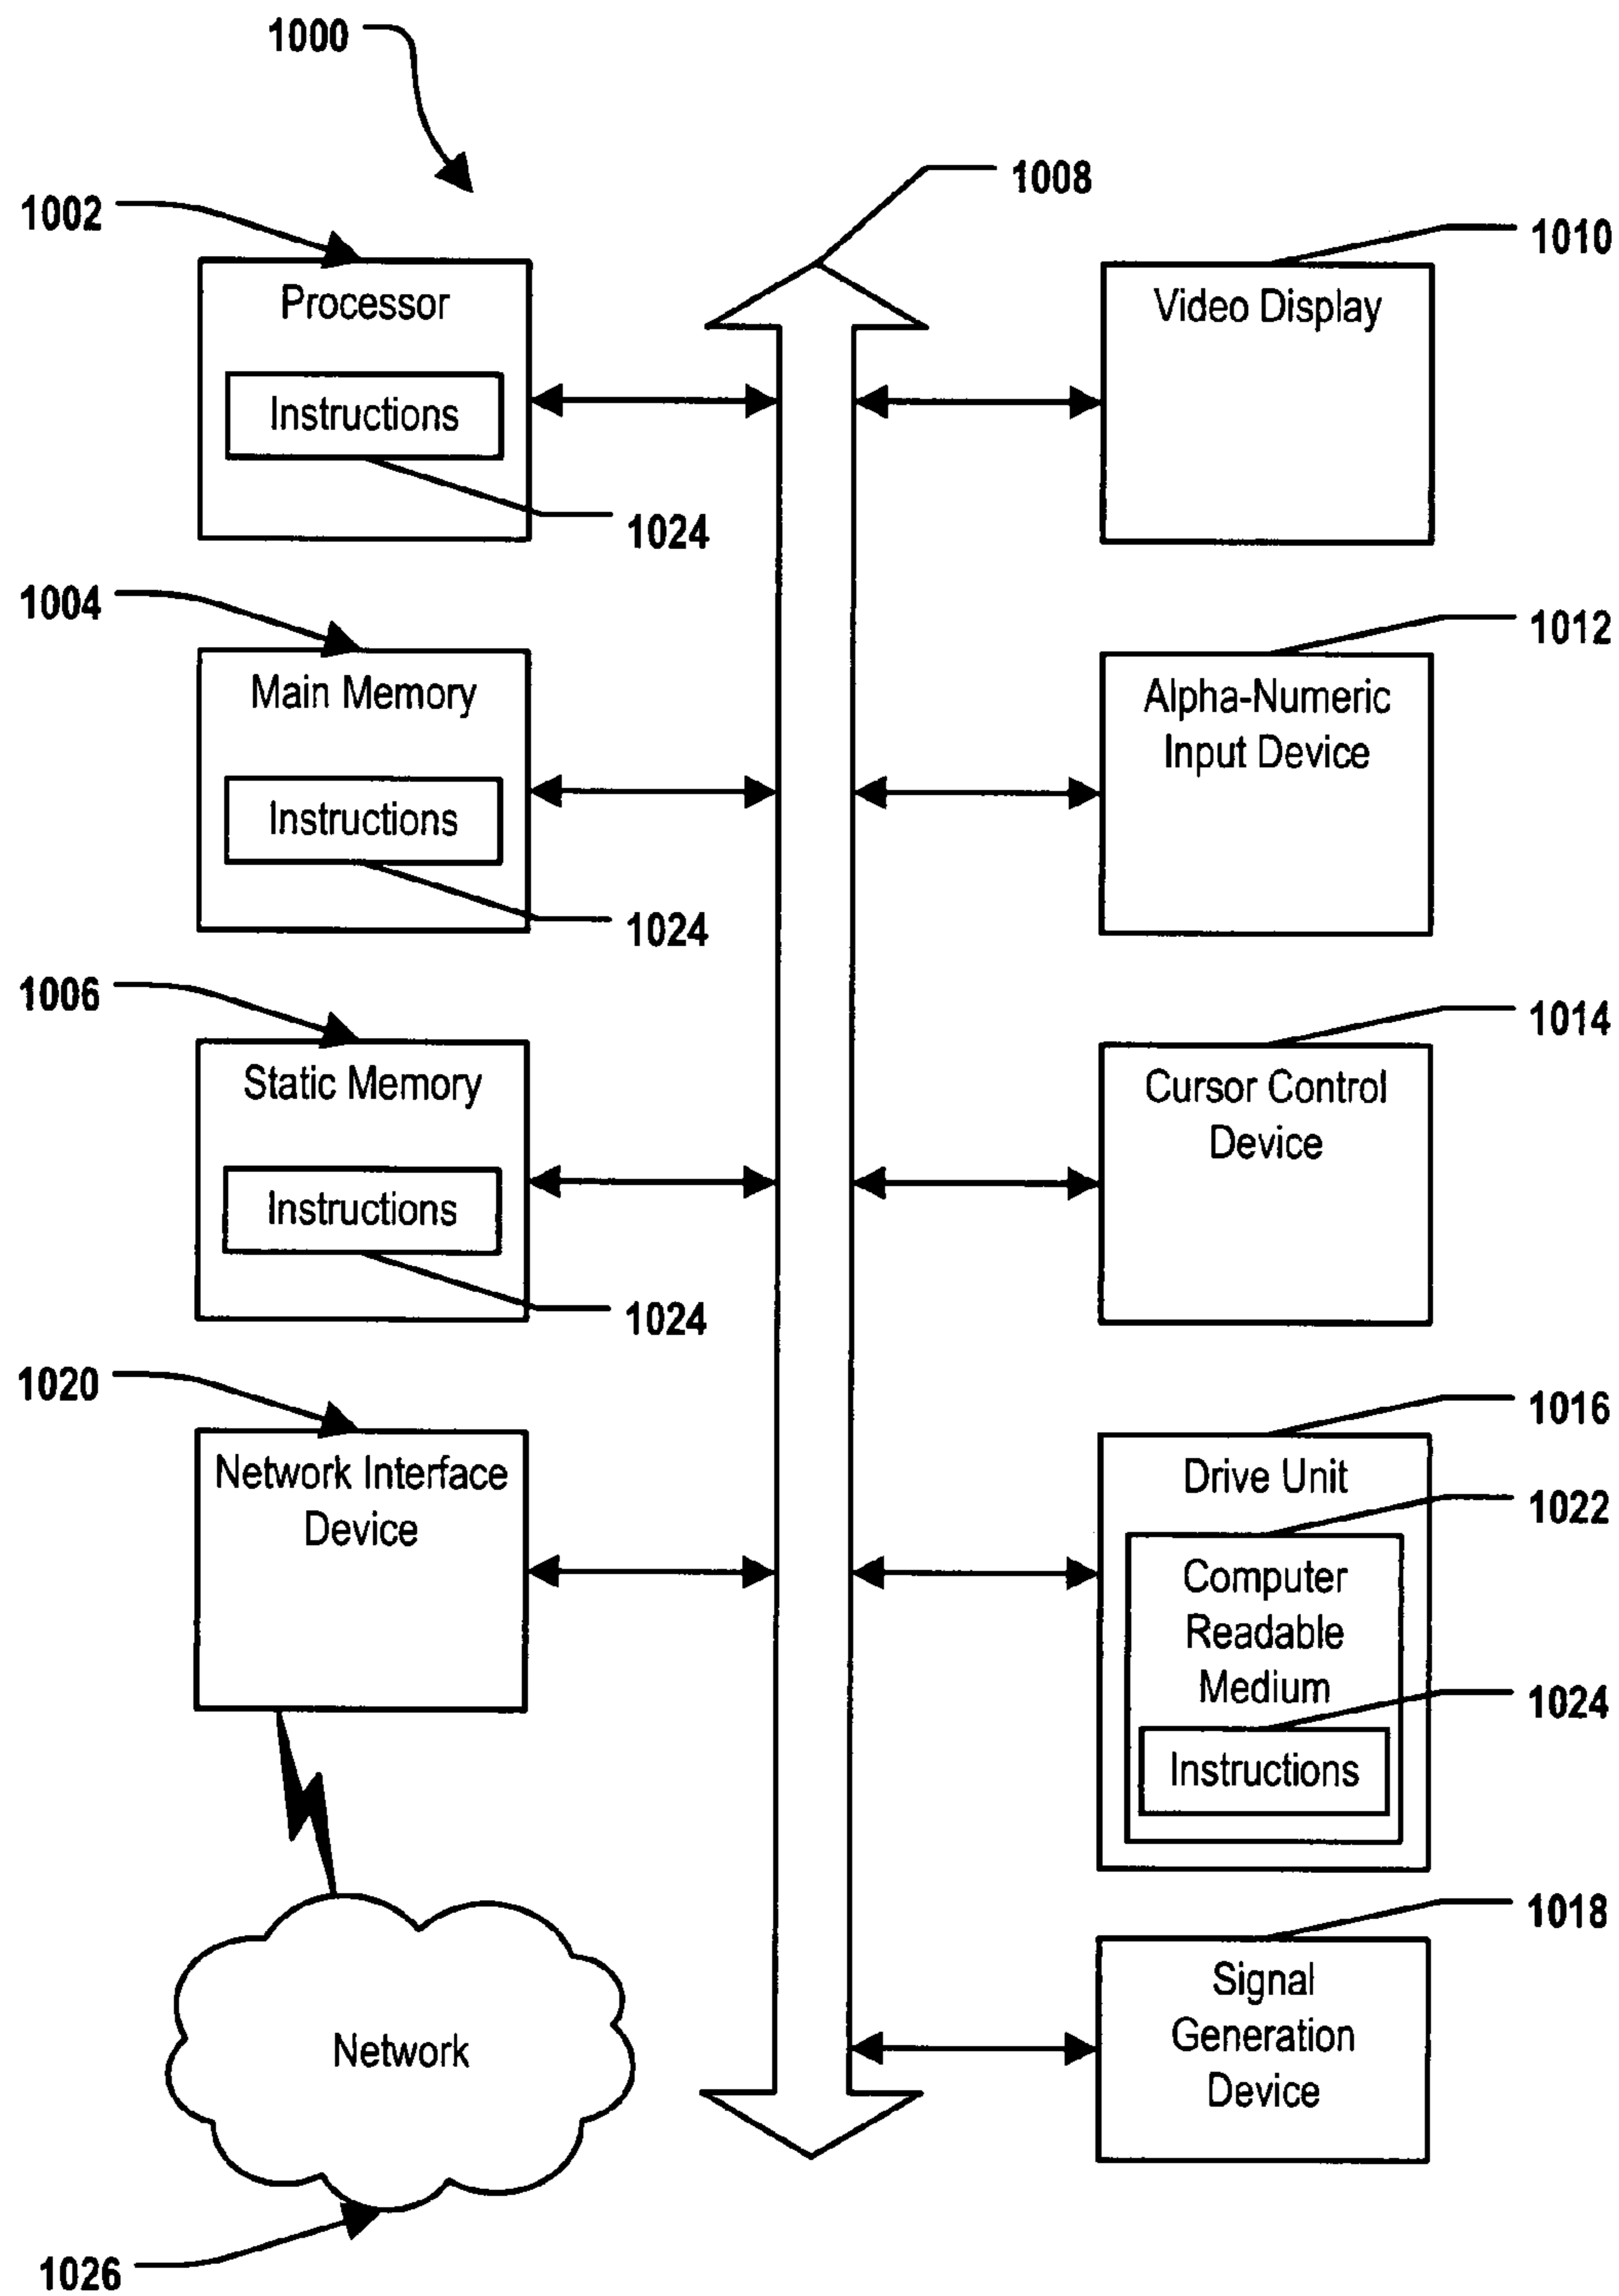 1000
1008
1002
Processor
Instructions
1024
1010
Video Display
1004
Main Memory
Instructions
1024
1012
Alpha-Numeric
Input Device
1006
Static Memory
Instructions
1024
1014
Cursor Control
Device
1020
Network Interface
Device
1016
Drive Unit
1022
Computer
Readable
Medium
1024
Instructions
1018
Signal
Generation
Device
Network
1026